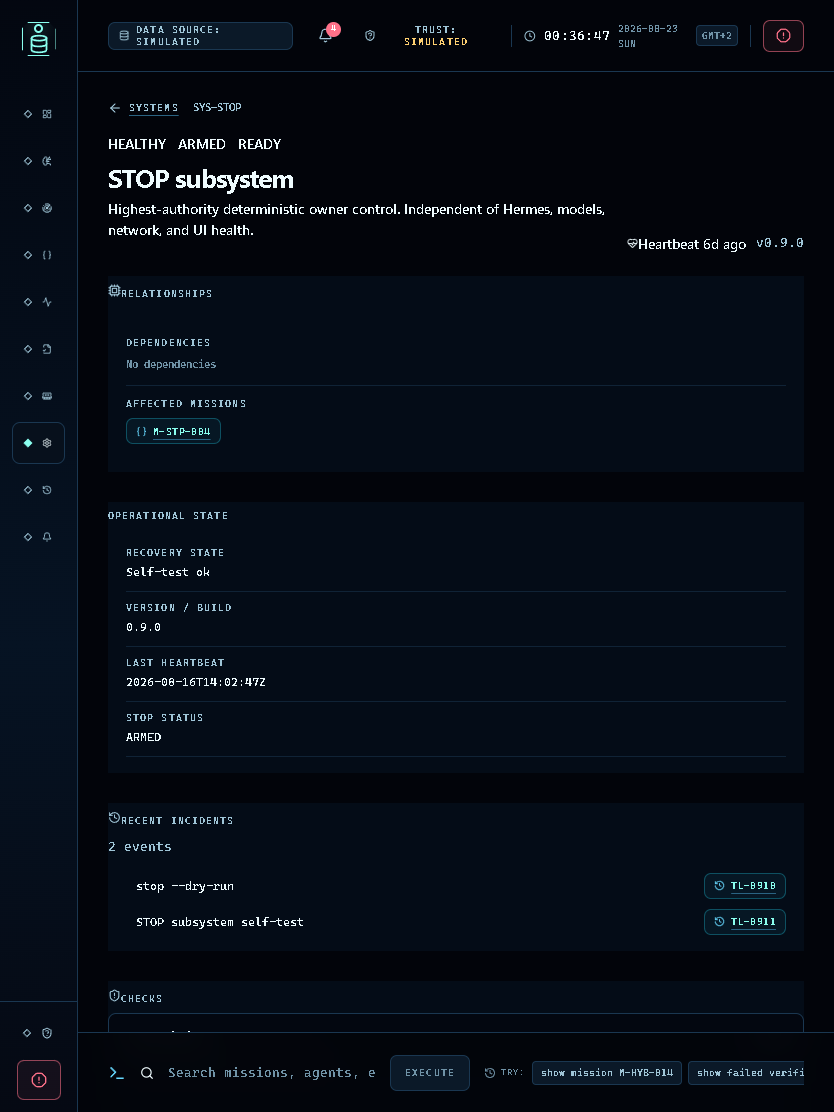 DATA SOURCE:
SIMULATED
4
TRUST:
SIMULATED
00:36:47
2026-08-23
SUN
GMT+2
SYSTEMS SYS-STOP
HEALTHY ARMED READY
STOP subsystem
Highest-authority deterministic owner control. Independent of Hermes, models,
network, and UI health.
Heartbeat 6d ago v0.9.0
RELATIONSHIPS
DEPENDENCIES
No dependencies
AFFECTED MISSIONS
{} M-STP-004
OPERATIONAL STATE
RECOVERY STATE
Self-test ok
VERSION / BUILD
0.9.0
LAST HEARTBEAT
2026-08-16T14:02:47Z
STOP STATUS
ARMED
RECENT INCIDENTS
2 events
stop --dry-run TL-0910
STOP subsystem self-test TL-0911
CHECKS
Search missions, agents, e
EXECUTE
TRY:
show mission M-HYB-014
show failed verifi